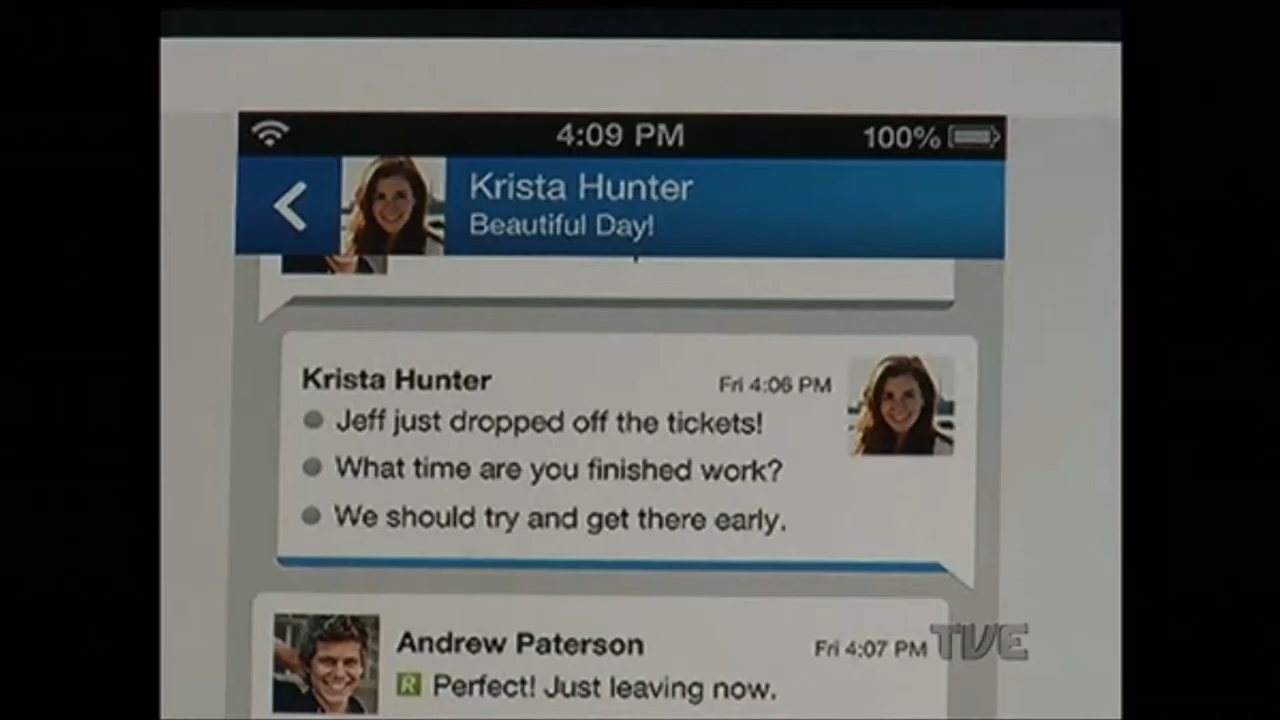 4:09 PM 100%
Krista Hunter
Beautiful Day!
Krista Hunter Fri 4:06 PM
Jeff just dropped off the tickets!
What time are you finished work?
We should try and get there early.
Andrew Paterson Fri 4:07 PM
R Perfect! Just leaving now.
TVE